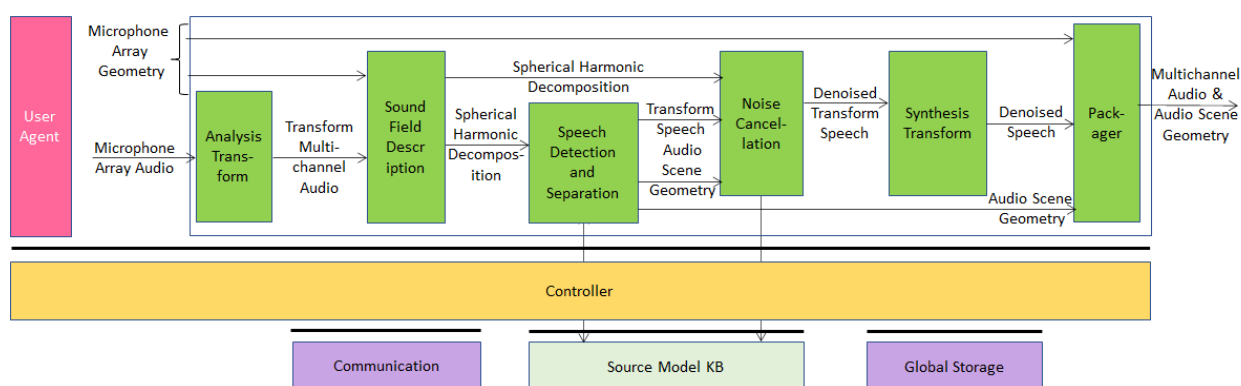 User
Agent
Microphone
Array
Geometry
Microphone
Array Audio
Analysis
Trans-
form
Transform
Multi-
channel
Audio
Sound
Field
Descr
iption
Spherical Harmonic
Decomposition
Spherical
Harmonic
Decompos-
ition
Speech
Detection
and
Separation
Transform
Speech
Audio
Scene
Geometry
Noise
Cancel-
lation
Denoised
Transform
Speech
Synthesis
Transform
Denoised
Speech
Audio Scene
Geometry
Pack-
ager
Multichannel
Audio &
Audio Scene
Geometry
Controller
Communication
Source Model KB
Global Storage